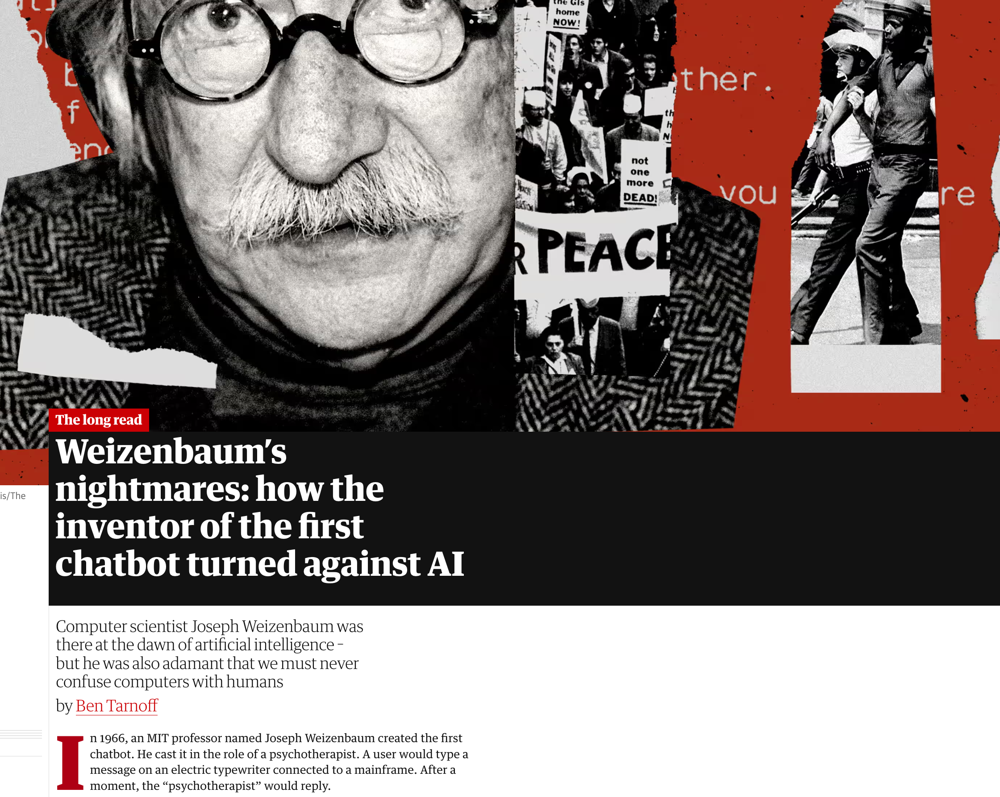 the GIs
home
NOW!
b
f
ther.
not
one
more
DEAD!
you
re
R PEACE
The long read
Weizenbaum’s
nightmares: how the
inventor of the first
chatbot turned against AI
is/The
Computer scientist Joseph Weizenbaum was
there at the dawn of artificial intelligence –
but he was also adamant that we must never
confuse computers with humans
by Ben Tarnoff
In 1966, an MIT professor named Joseph Weizenbaum created the first
chatbot. He cast it in the role of a psychotherapist. A user would type a
message on an electric typewriter connected to a mainframe. After a
moment, the “psychotherapist” would reply.